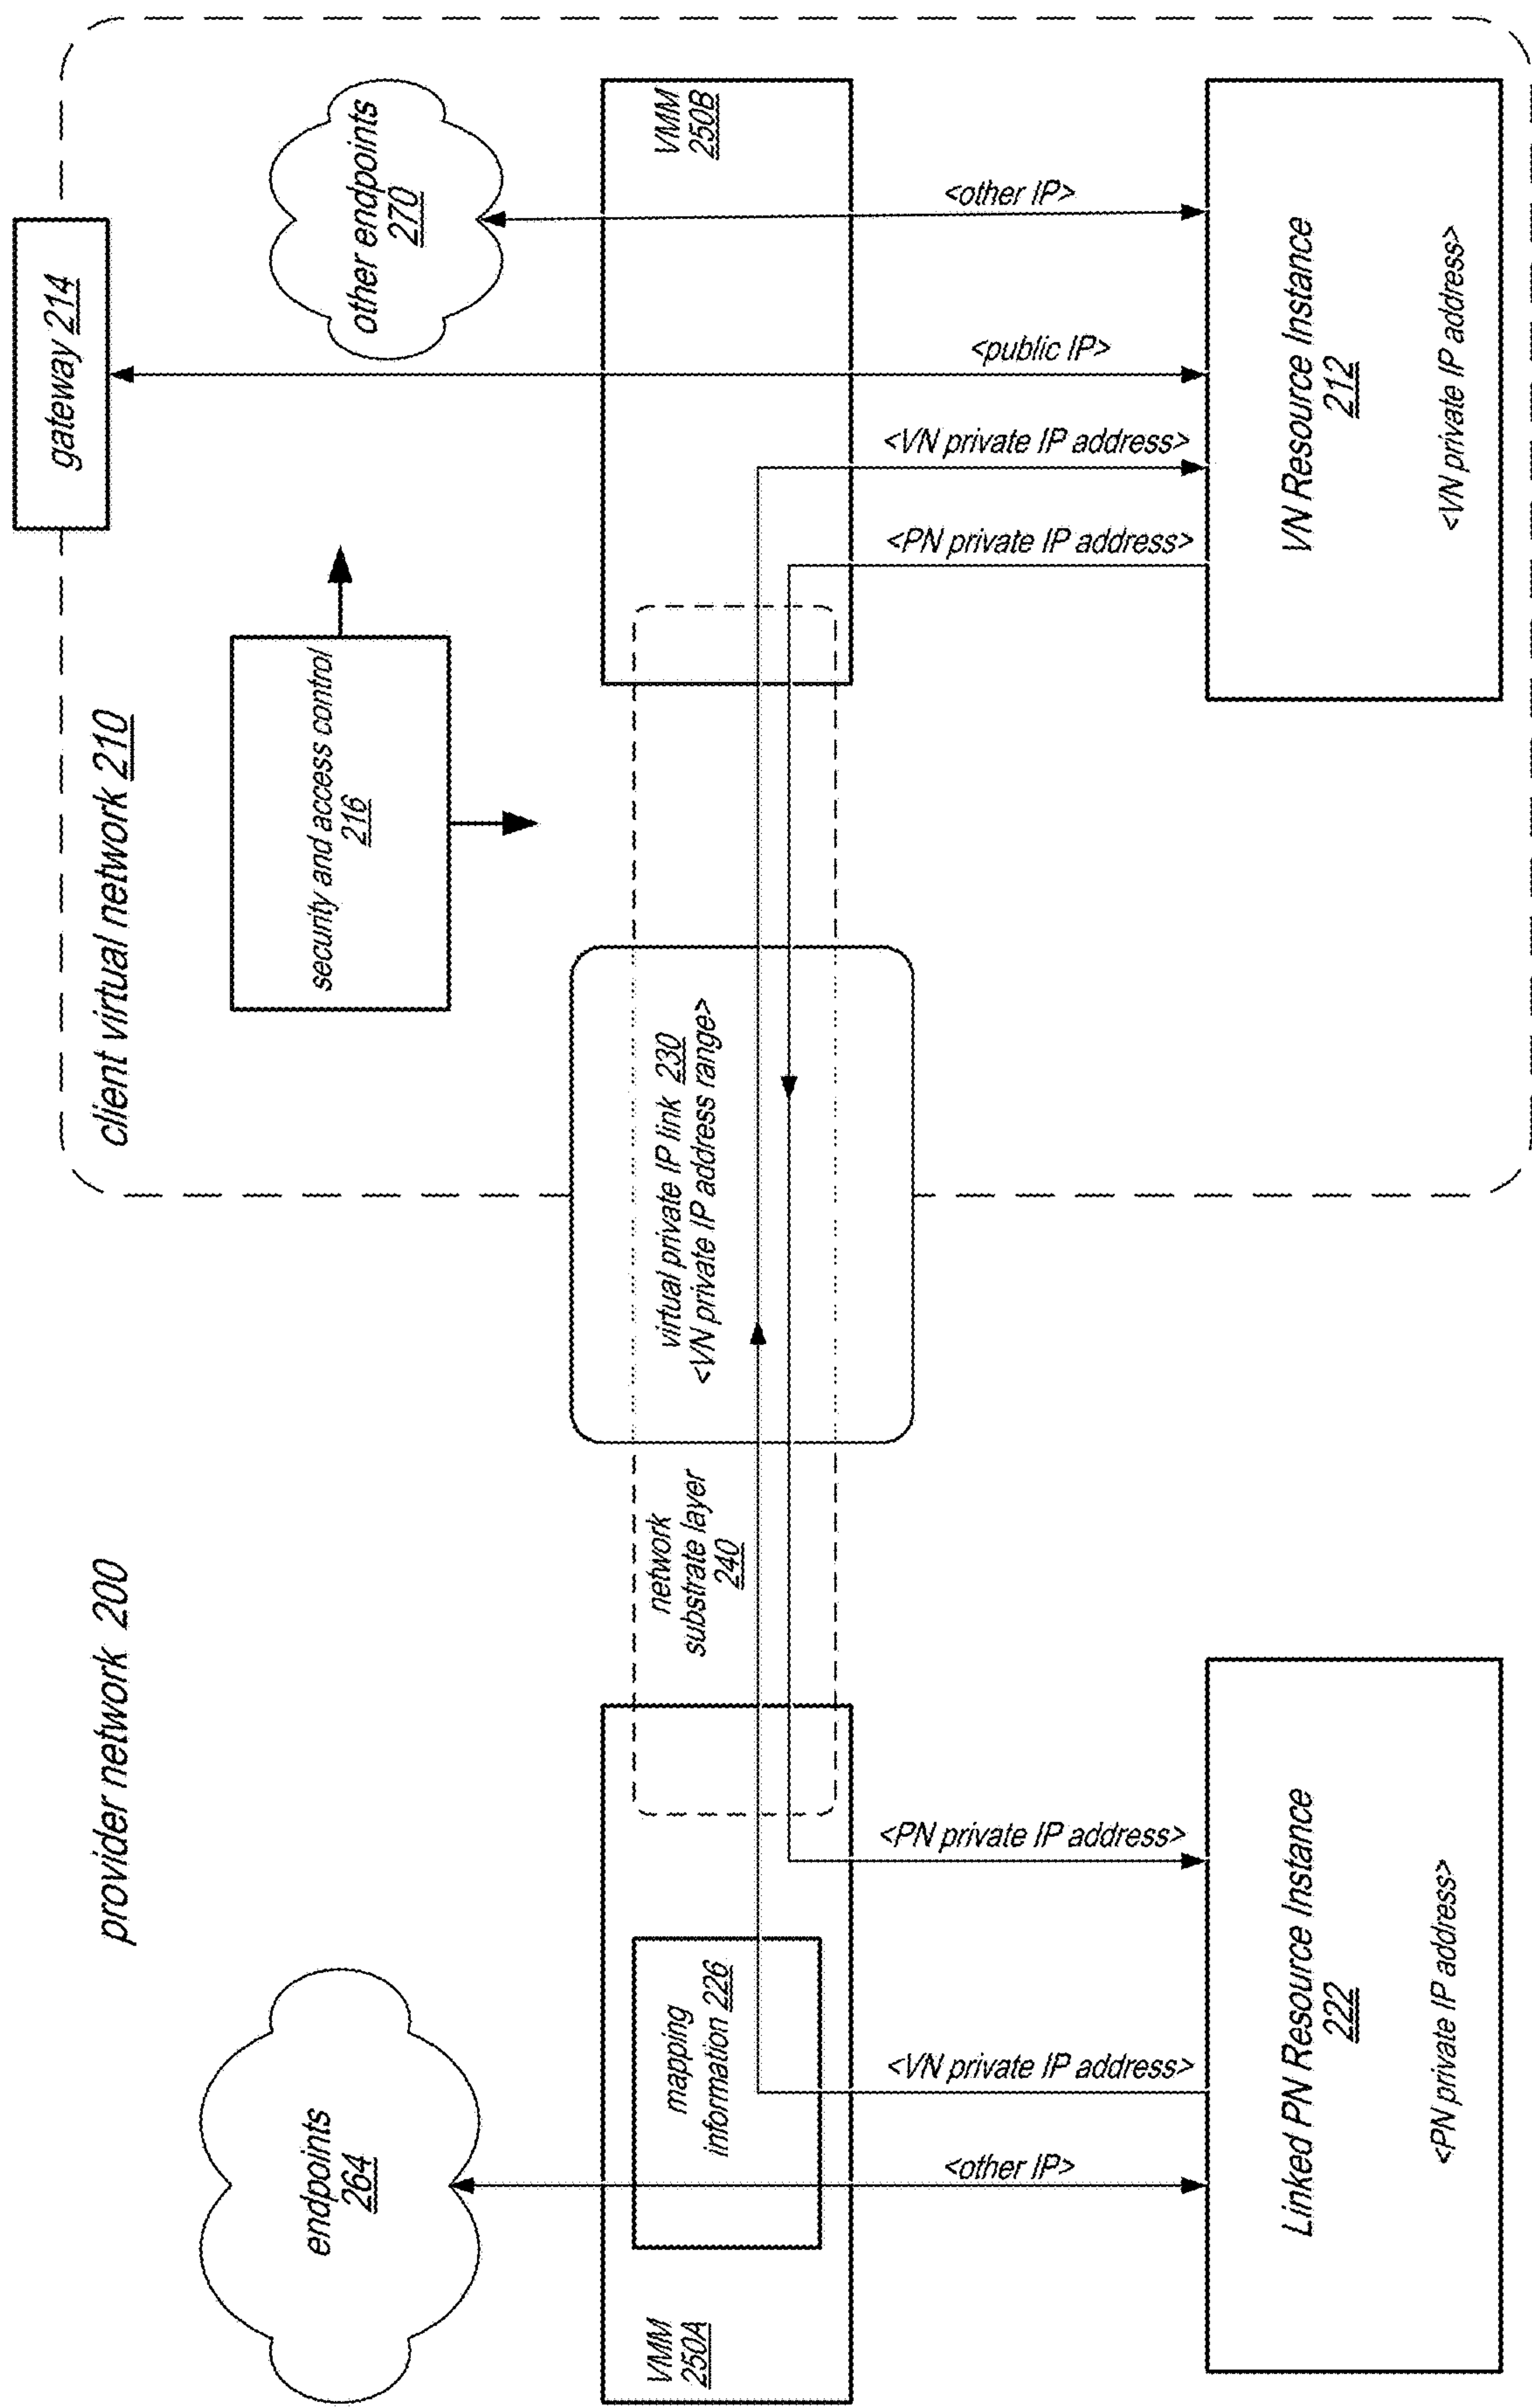 provider network 200
client virtual network 210
gateway 214
endpoints
264
security and access control
216
other endpoints
270
VMM
250A
mapping
information 226
network
substrate layer
240
virtual private IP link 230
<VN private IP address range>
VMM
250B
<other IP>
<VN private IP address>
<PN private IP address>
<PN private IP address>
<VN private IP address>
<public IP>
<other IP>
Linked PN Resource Instance
222
<PN private IP address>
VN Resource Instance
212
<VN private IP address>